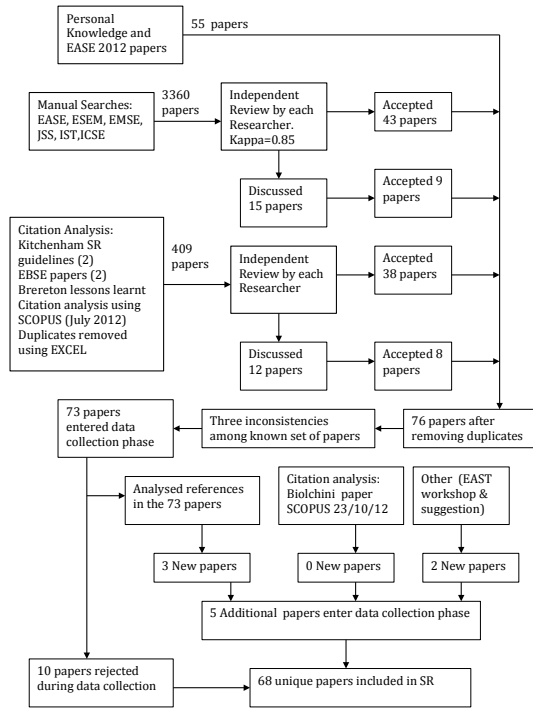 Personal
Knowledge and
EASE 2012 papers
55 papers
Manual Searches:
EASE, ESEM, EMSE,
JSS, IST,ICSE
3360
papers
Independent
Review by each
Researcher.
Kappa=0.85
Accepted
43 papers
Discussed
15 papers
Accepted 9
papers
Citation Analysis:
Kitchenham SR
guidelines (2)
EBSE papers (2)
Brereton lessons learnt
Citation analysis using
SCOPUS (July 2012)
Duplicates removed
using EXCEL
409
papers
Independent
Review by each
Researcher
Accepted
38 papers
Discussed
12 papers
Accepted 8
papers
73 papers
entered data
collection phase
Three inconsistencies
among known set of papers
76 papers after
removing duplicates
Analysed references
in the 73 papers
Citation analysis:
Biolchini paper
SCOPUS 23/10/12
Other (EAST
workshop &
suggestion)
3 New papers
0 New papers
2 New papers
5 Additional papers enter data collection phase
10 papers rejected
during data collection
68 unique papers included in SR